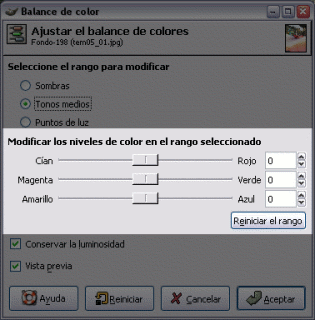 Balance de color
Ajustar el balance de colores
Fondo-198 (tem05_01.jpg)
Seleccione el rango para modificar
Sombras
Tonos medios
Puntos de luz
Modificar los niveles de color en el rango seleccionado
Cian Rojo 0
Magenta Verde 0
Amarillo Azul 0
Reiniciar el rango
Conservar la luminosidad
Vista previa
Ayuda Reiniciar Cancelar Aceptar